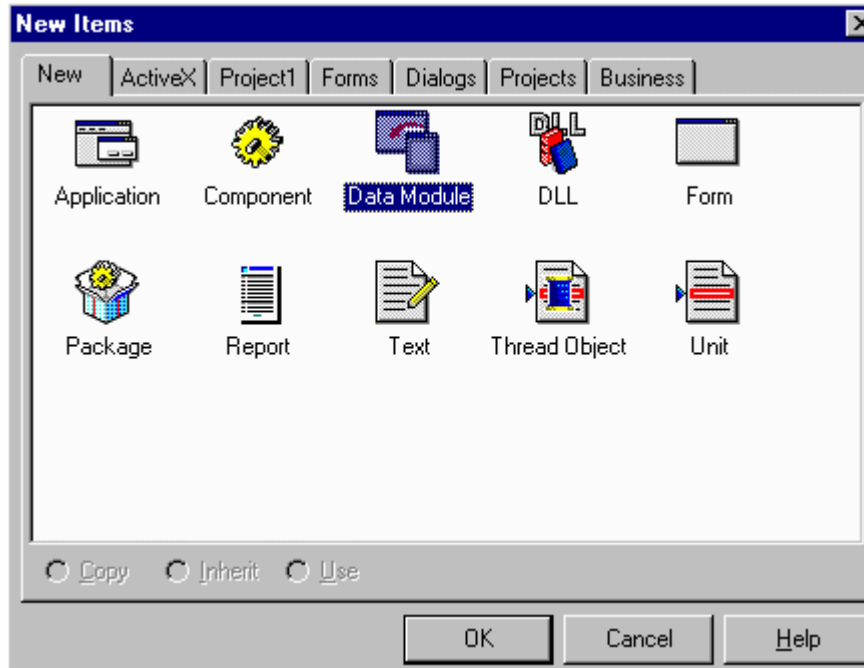 New Items
New ActiveX Project1 Forms Dialogs Projects Business
DLL
Application Component Data Module DLL Form
Package Report Text Thread Object Unit
Copy Inherit Use
OK Cancel Help